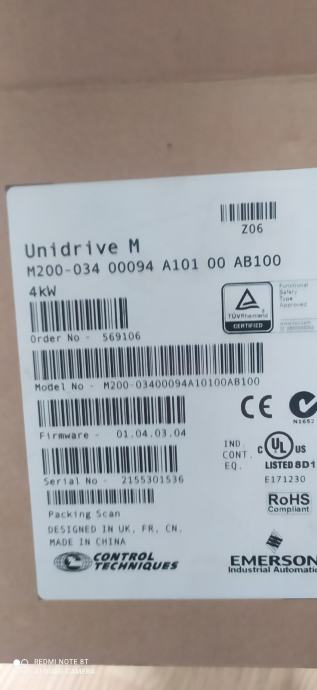 Z06
Unidrive M
M200-034 00094 A101 00 AB100
4kW
Functional
Safety
Type
Approved
TÜVRheinland
CERTIFIED
Order No - 569106
Model No - M200-03400094A10100AB100
CE
N1652
Firmware - 01.04.03.04
IND.
CONT.
EQ.
C UL US
LISTED 8D1
E171230
Serial No - 2155301536
RoHS
Compliant
Packing Scan
DESIGNED IN UK, FR, CN.
MADE IN CHINA
CONTROL
TECHNIQUES
EMERSON
Industrial Automatio
REDMI NOTE 8T